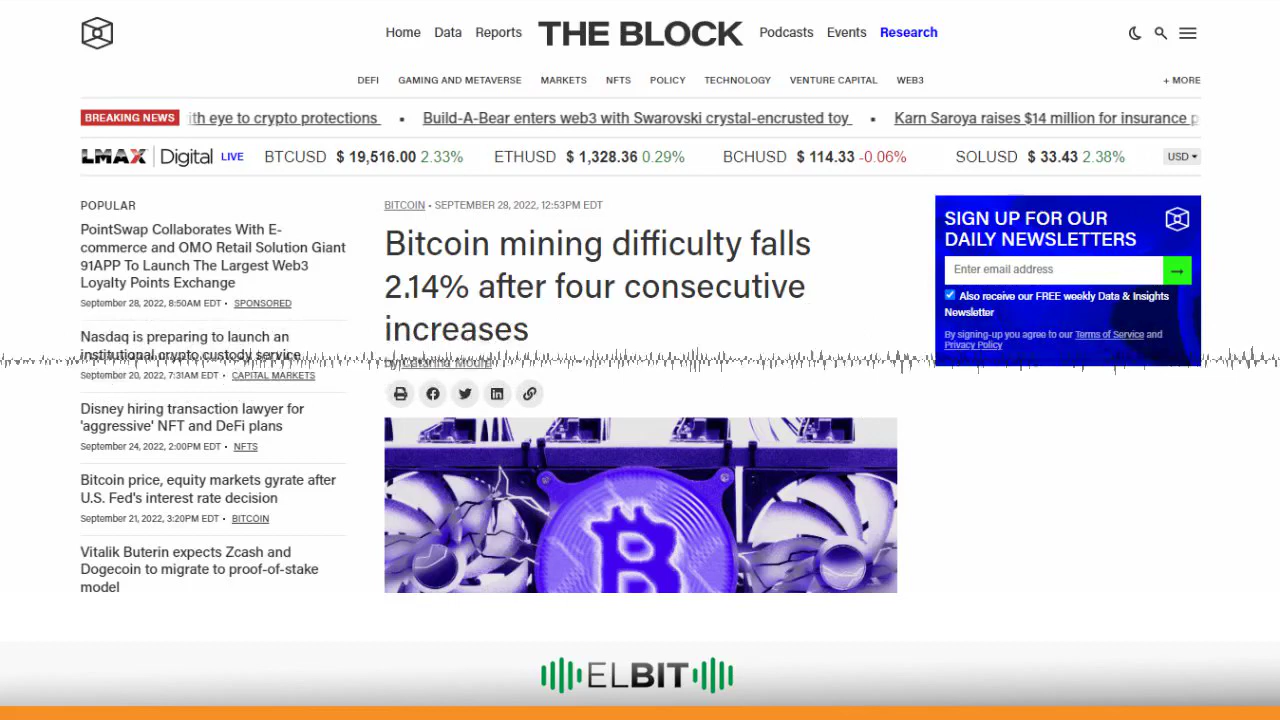 Home Data Reports THE BLOCK Podcasts Events Research
DEFI GAMING AND METAVERSE MARKETS NFTS POLICY TECHNOLOGY VENTURE CAPITAL WEB3 + MORE
BREAKING NEWS ith eye to crypto protections • Build-A-Bear enters web3 with Swarovski crystal-encrusted toy • Karn Saroya raises $14 million for insurance p
LMAX Digital LIVE BTCUSD $ 19,516.00 2.33% ETHUSD $ 1,328.36 0.29% BCHUSD $ 114.33 -0.06% SOLUSD $ 33.43 2.38% USD
POPULAR
PointSwap Collaborates With E-
commerce and OMO Retail Solution Giant
91APP To Launch The Largest Web3
Loyalty Points Exchange
September 28, 2022, 8:50AM EDT • SPONSORED
Nasdaq is preparing to launch an
institutional crypto custody service
September 20, 2022, 7:31AM EDT • CAPITAL MARKETS
Disney hiring transaction lawyer for
'aggressive' NFT and DeFi plans
September 24, 2022, 2:00PM EDT • NFTS
Bitcoin price, equity markets gyrate after
U.S. Fed's interest rate decision
September 21, 2022, 3:20PM EDT • BITCOIN
Vitalik Buterin expects Zcash and
Dogecoin to migrate to proof-of-stake
model
BITCOIN • SEPTEMBER 28, 2022, 12:53PM EDT
Bitcoin mining difficulty falls
2.14% after four consecutive
increases
by Catarina Moura
SIGN UP FOR OUR
DAILY NEWSLETTERS
Enter email address →
Also receive our FREE weekly Data & Insights
Newsletter
By signing-up you agree to our Terms of Service and
Privacy Policy
ELBIT